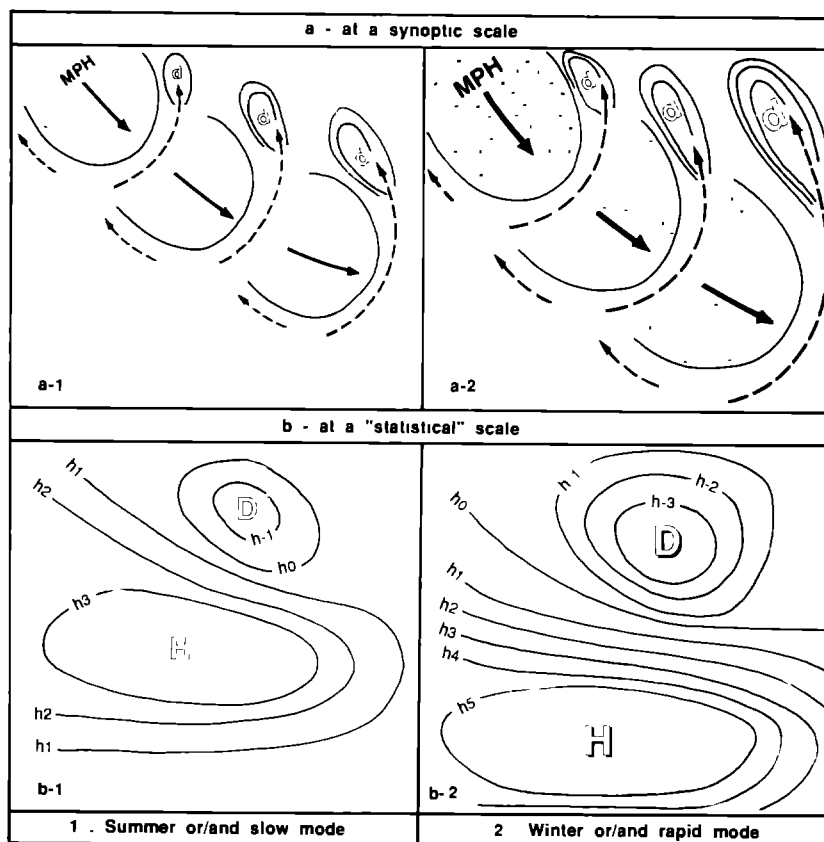 a - at a synoptic scale
MPH
d
d
d
a-1
MPH
d
d
d
a-2
b - at a "statistical" scale
h1
h2
D
h-1
h0
h3
H
h2
h1
b-1
h-1
h-2
h-3
D
h0
h1
h2
h3
h4
h5
H
b-2
1 . Summer or/and slow mode
2 Winter or/and rapid mode